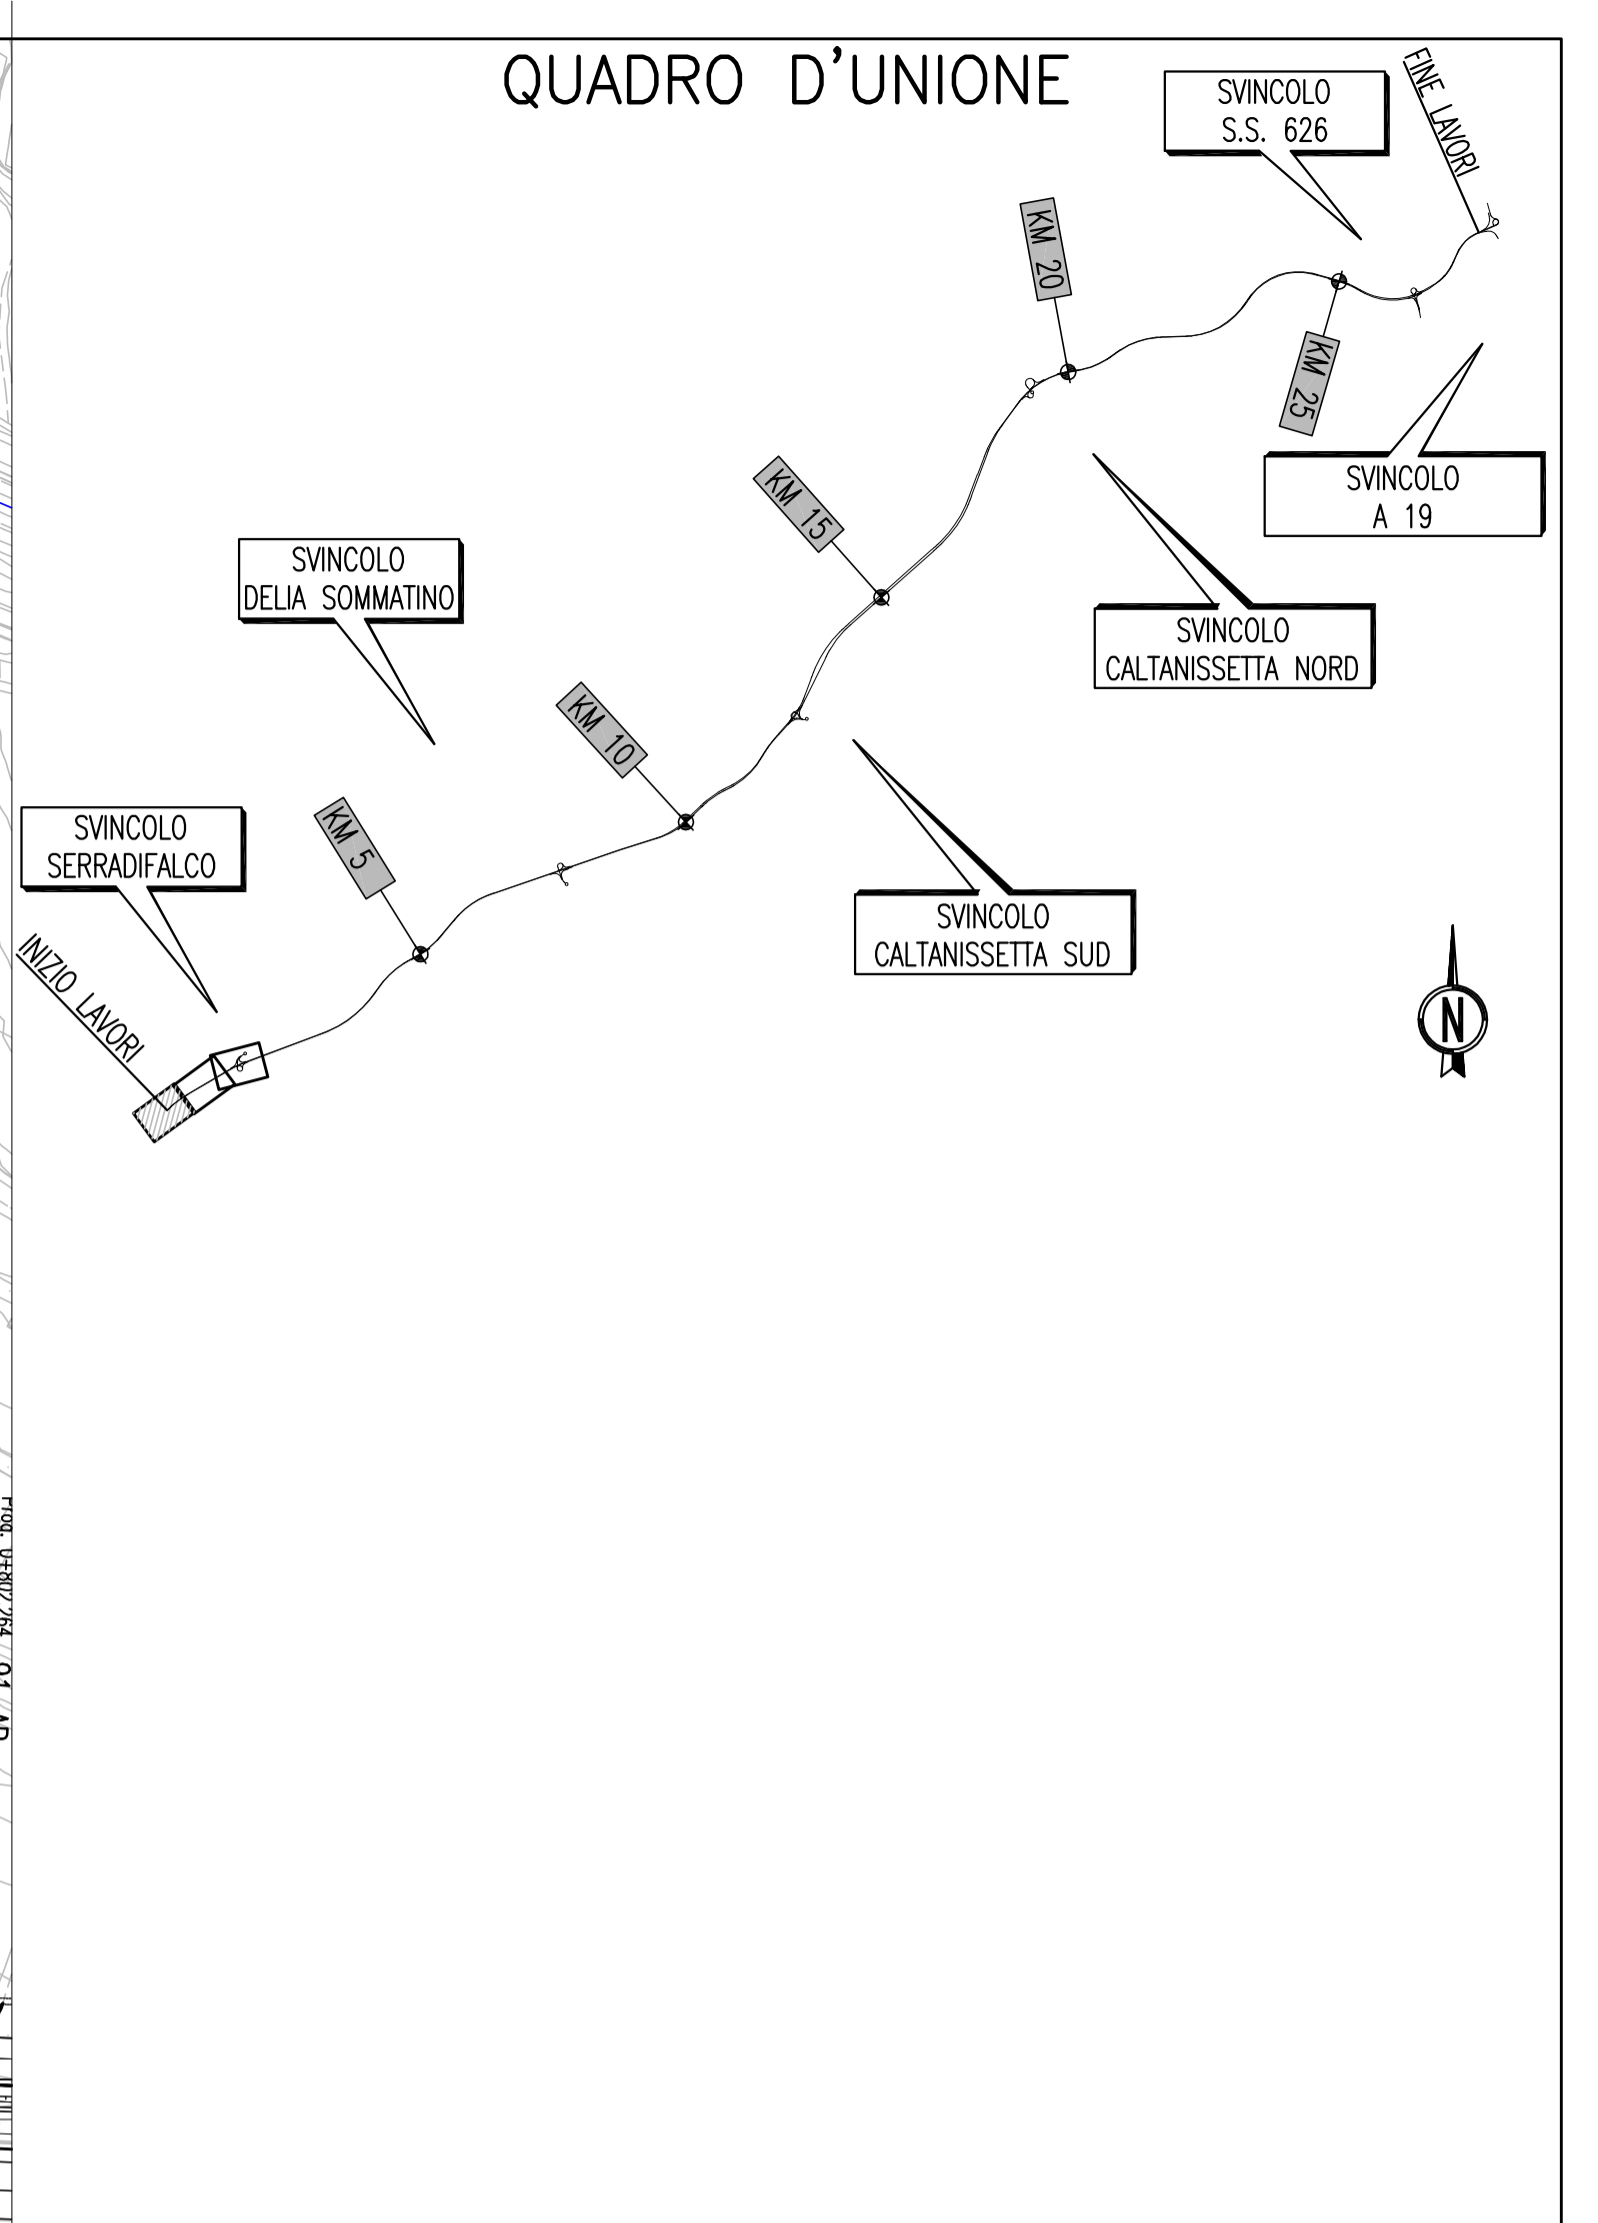 QUADRO D'UNIONE
SVINCOLO
S.S. 626
FINE LAVORI
KM 20
KM 25
SVINCOLO
A 19
KM 15
SVINCOLO
DELIA SOMMATINO
SVINCOLO
CALTANISSETTA NORD
KM 10
KM 5
SVINCOLO
SERRADIFALCO
SVINCOLO
CALTANISSETTA SUD
INIZIO LAVORI
N